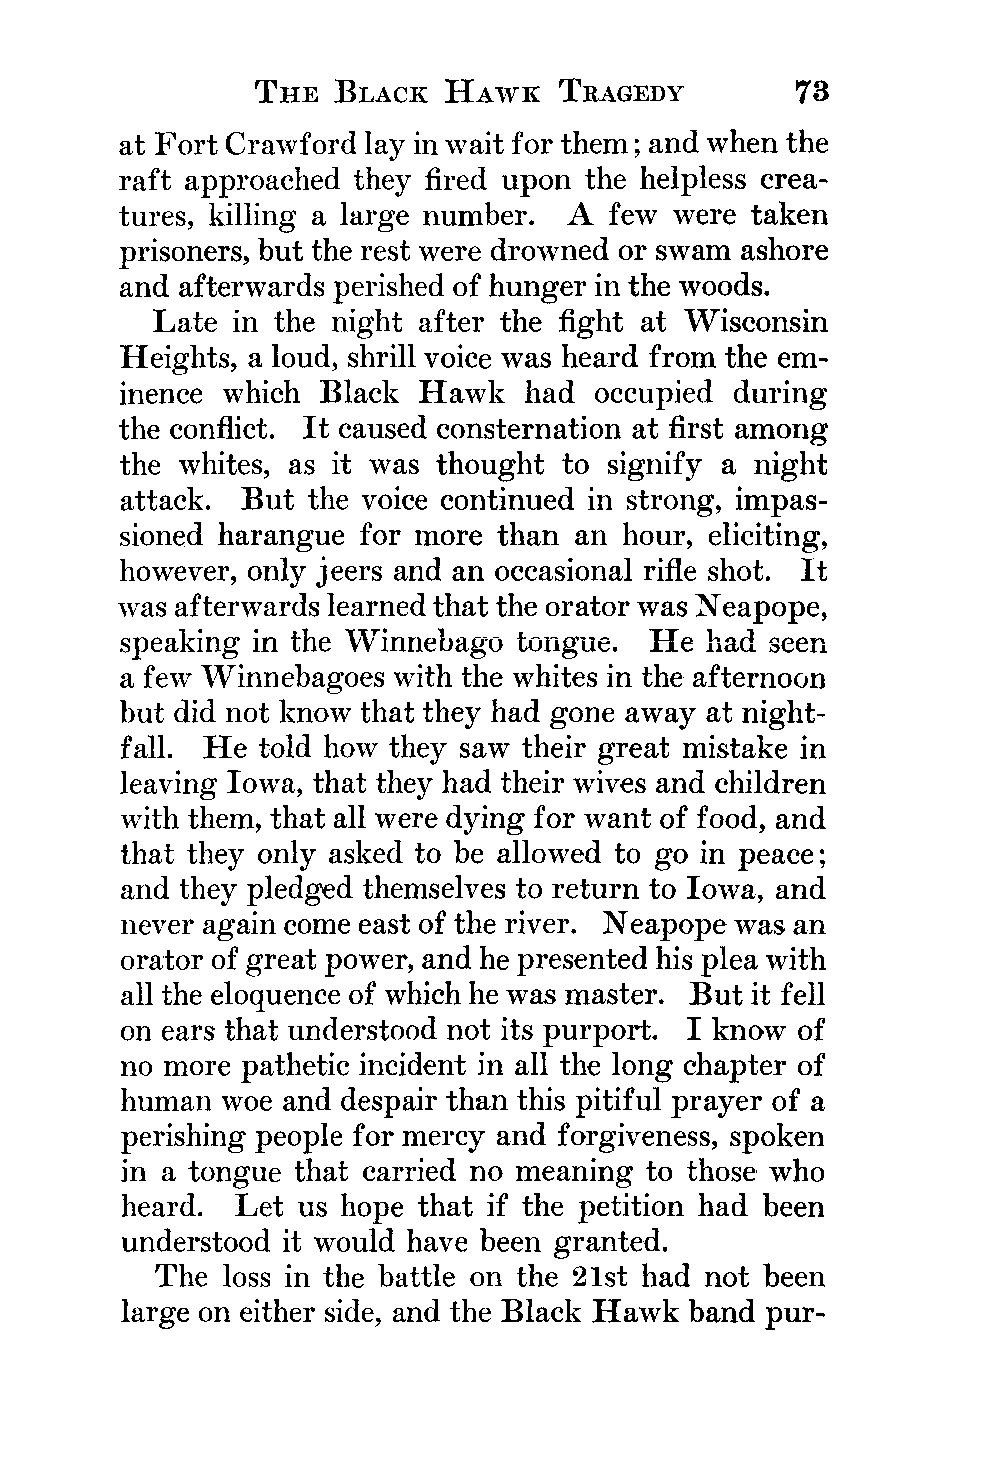 THE BLACK HAWK TRAGEDY 73
at Fort Crawford lay in wait for them; and when the
raft approached they fired upon the helpless crea-
tures, killing a large number. A few were taken
prisoners, but the rest were drowned or swam ashore
and afterwards perished of hunger in the woods.
Late in the night after the fight at Wisconsin
Heights, a loud, shrill voice was heard from the em-
inence which Black Hawk had occupied during
the conflict. It caused consternation at first among
the whites, as it was thought to signify a night
attack. But the voice continued in strong, impas-
sioned harangue for more than an hour, eliciting,
however, only jeers and an occasional rifle shot. It
was afterwards learned that the orator was Neapope,
speaking in the Winnebago tongue. He had seen
a few Winnebagoes with the whites in the afternoon
but did not know that they had gone away at night-
fall. He told how they saw their great mistake in
leaving Iowa, that they had their wives and children
with them, that all were dying for want of food, and
that they only asked to be allowed to go in peace;
and they pledged themselves to return to Iowa, and
never again come east of the river. Neapope was an
orator of great power, and he presented his plea with
all the eloquence of which he was master. But it fell
on ears that understood not its purport. I know of
no more pathetic incident in all the long chapter of
human woe and despair than this pitiful prayer of a
perishing people for mercy and forgiveness, spoken
in a tongue that carried no meaning to those who
heard. Let us hope that if the petition had been
understood it would have been granted.
The loss in the battle on the 21st had not been
large on either side, and the Black Hawk band pur-